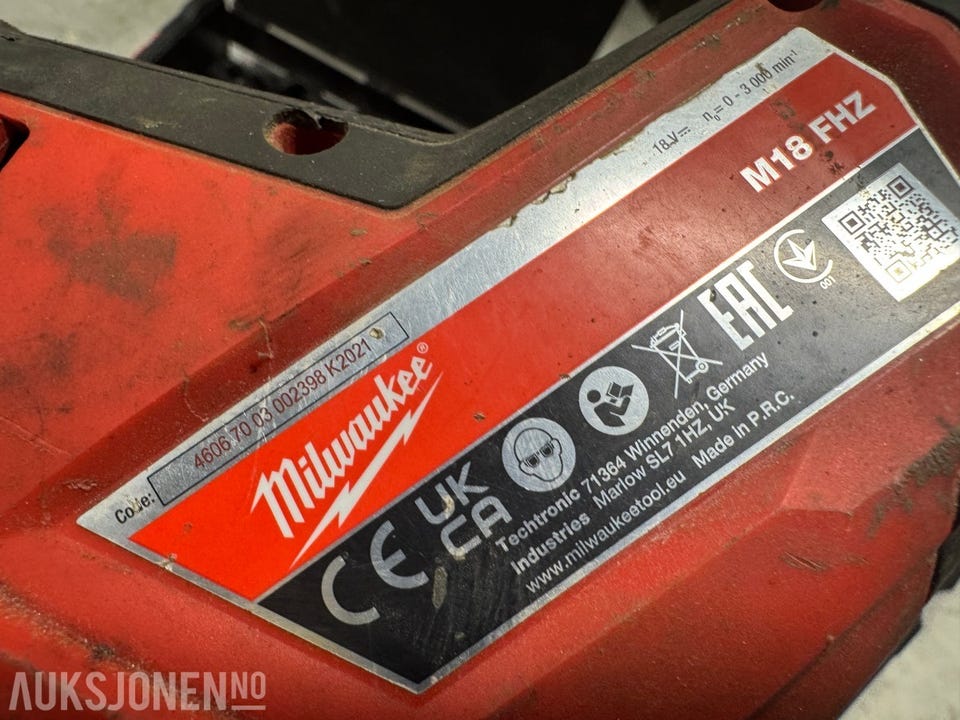 18 V⎓ n₀= 0 - 3 000 min⁻¹
M18 FHZ
Code: 4606 70 03 002398 K2021
Milwaukee®
CE
UK
CA
EAC
001
Techtronic 71364 Winnenden, Germany
Industries Marlow SL7 1HZ, UK
www.milwaukeetool.eu Made in P.R.C.
AUKSJONEN NO